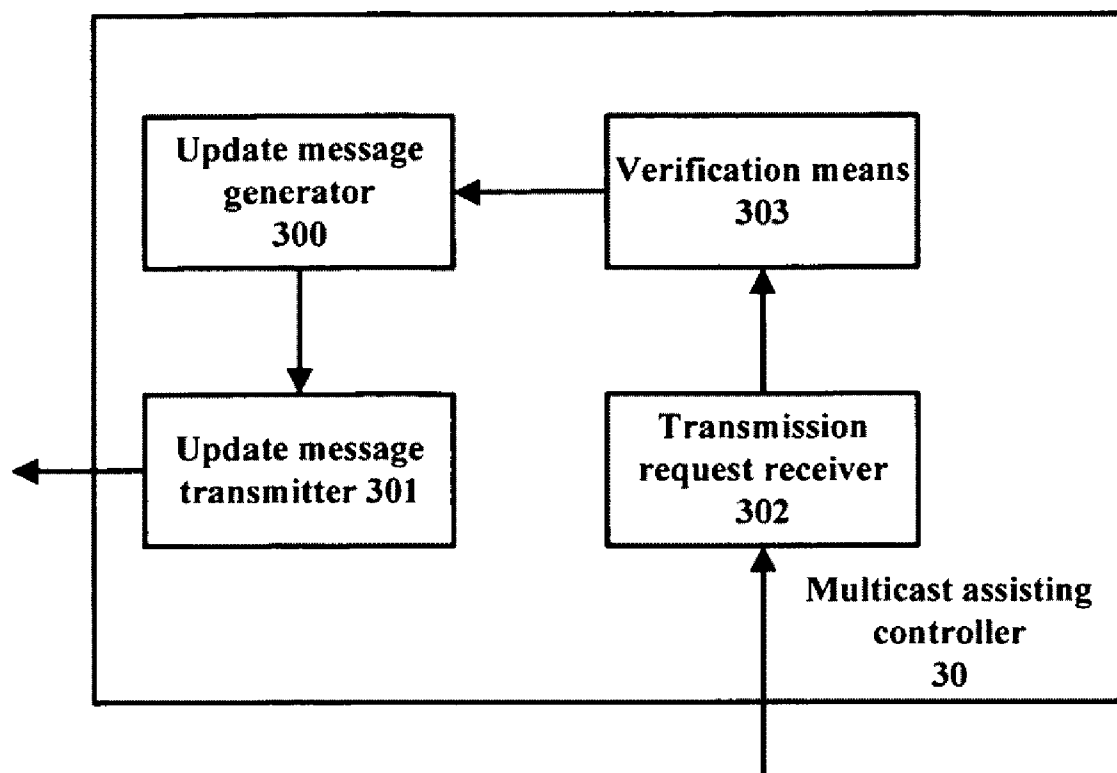 Update message
generator
300
Verification means
303
Update message
transmitter 301
Transmission
request receiver
302
Multicast assisting
controller
30